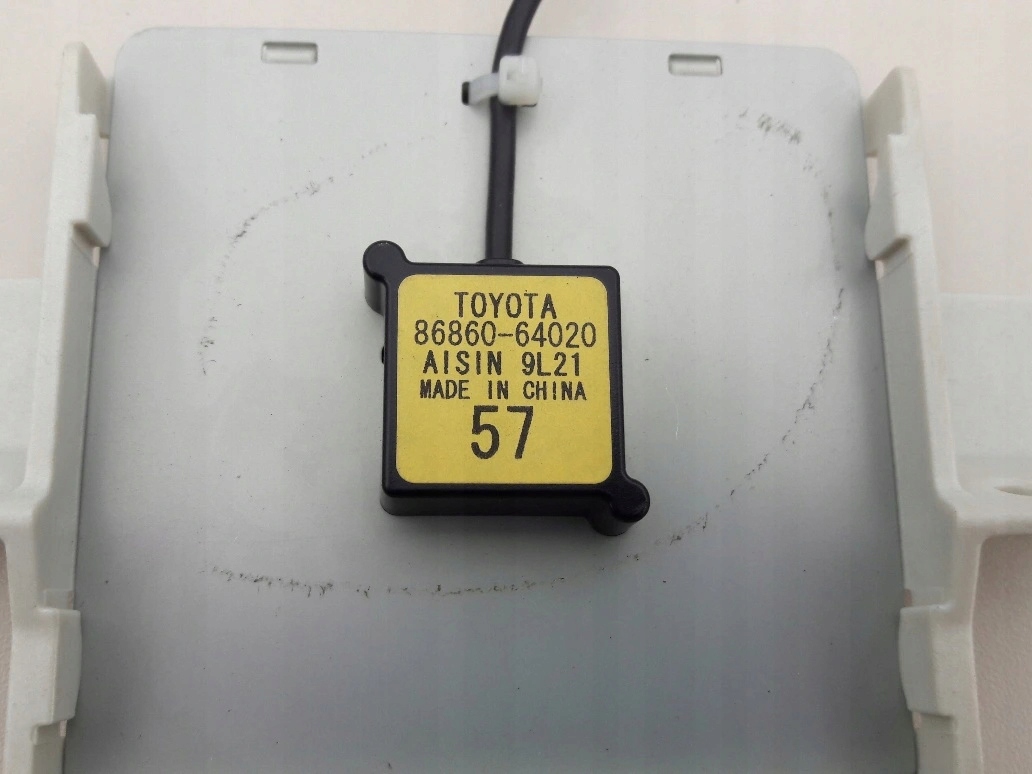 TOYOTA
86860-64020
AISIN 9L21
MADE IN CHINA
57